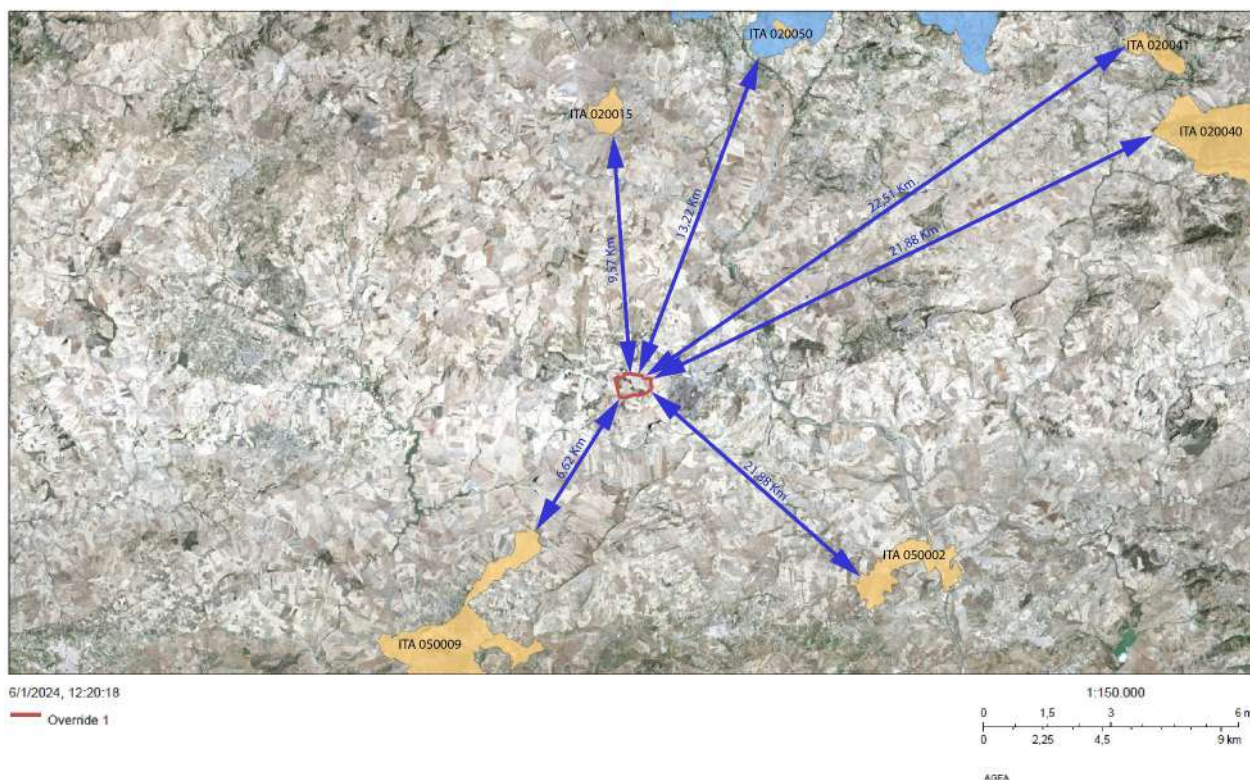 ITA 020050
ITA 020041
ITA 020015
ITA 020040
22,51 Km
13,22 Km
21,88 Km
9,57 Km
6,62 Km
21,88 Km
ITA 050002
ITA 050009
6/1/2024, 12:20:18
Override 1
1:150.000
0 1,5 3 6 m
0 2,25 4,5 9 km
AGEA